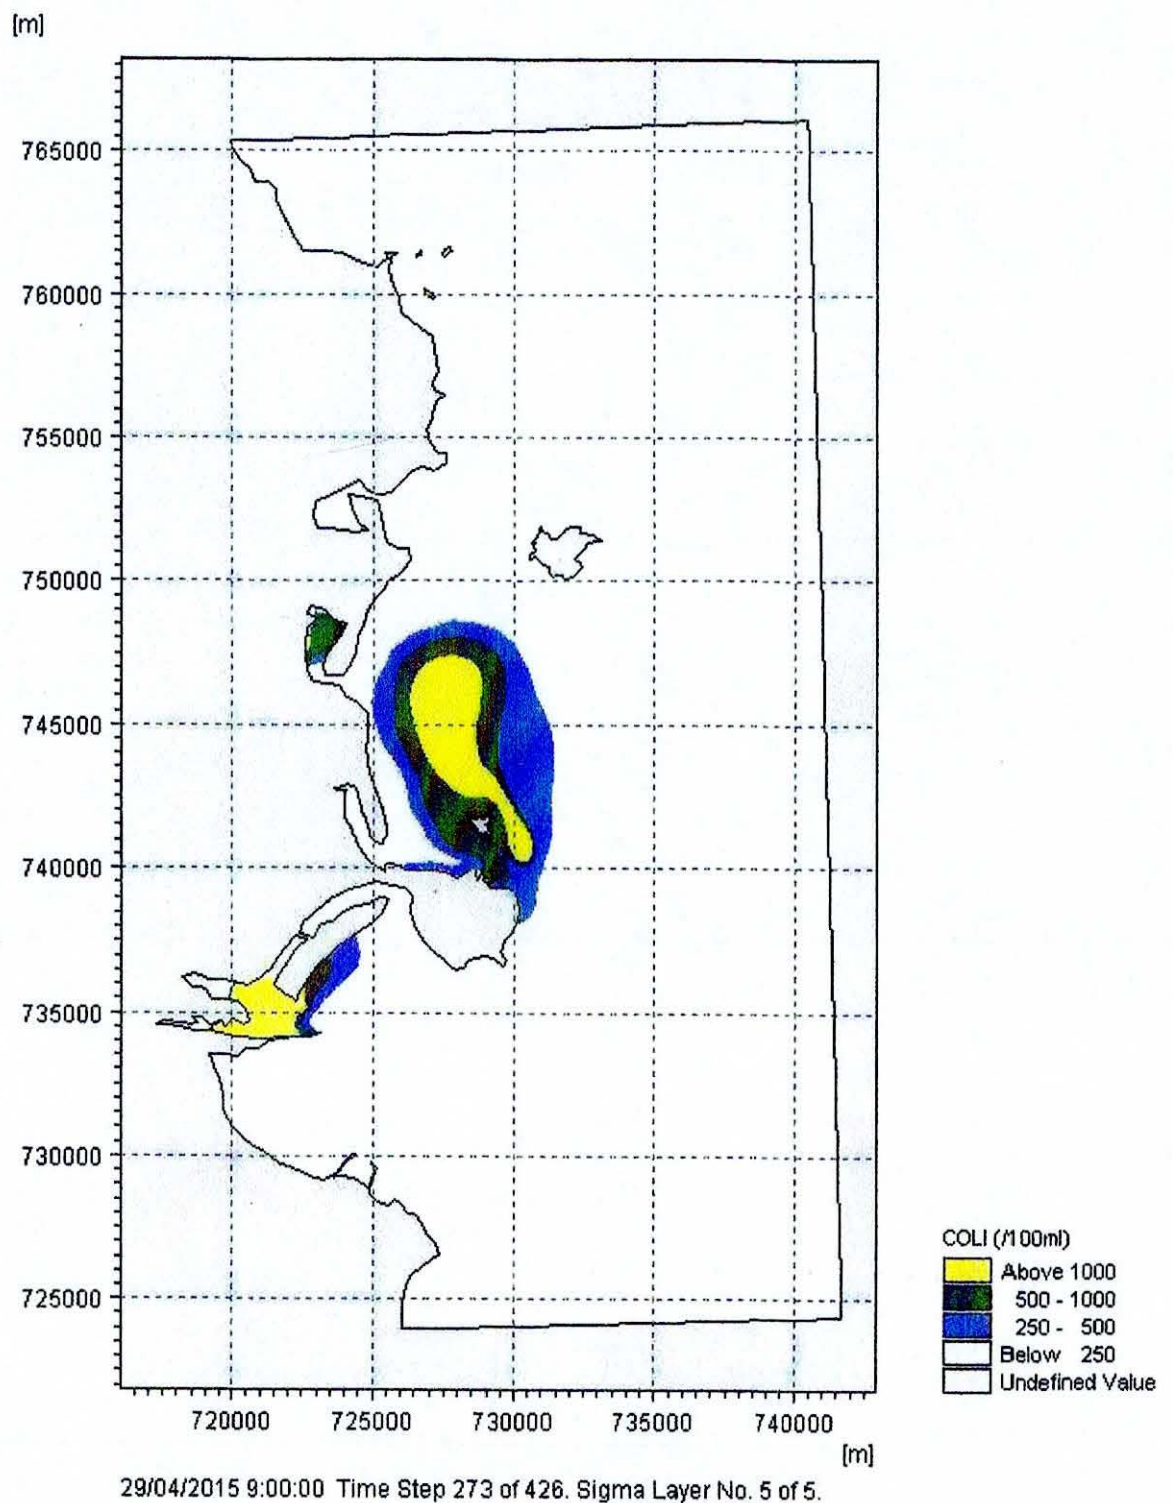 [m]
765000
760000
755000
750000
745000
740000
735000
730000
725000
720000 725000 730000 735000 740000
[m]
COLI (/100ml)
Above 1000
500 - 1000
250 - 500
Below 250
Undefined Value
29/04/2015 9:00:00 Time Step 273 of 426. Sigma Layer No. 5 of 5.